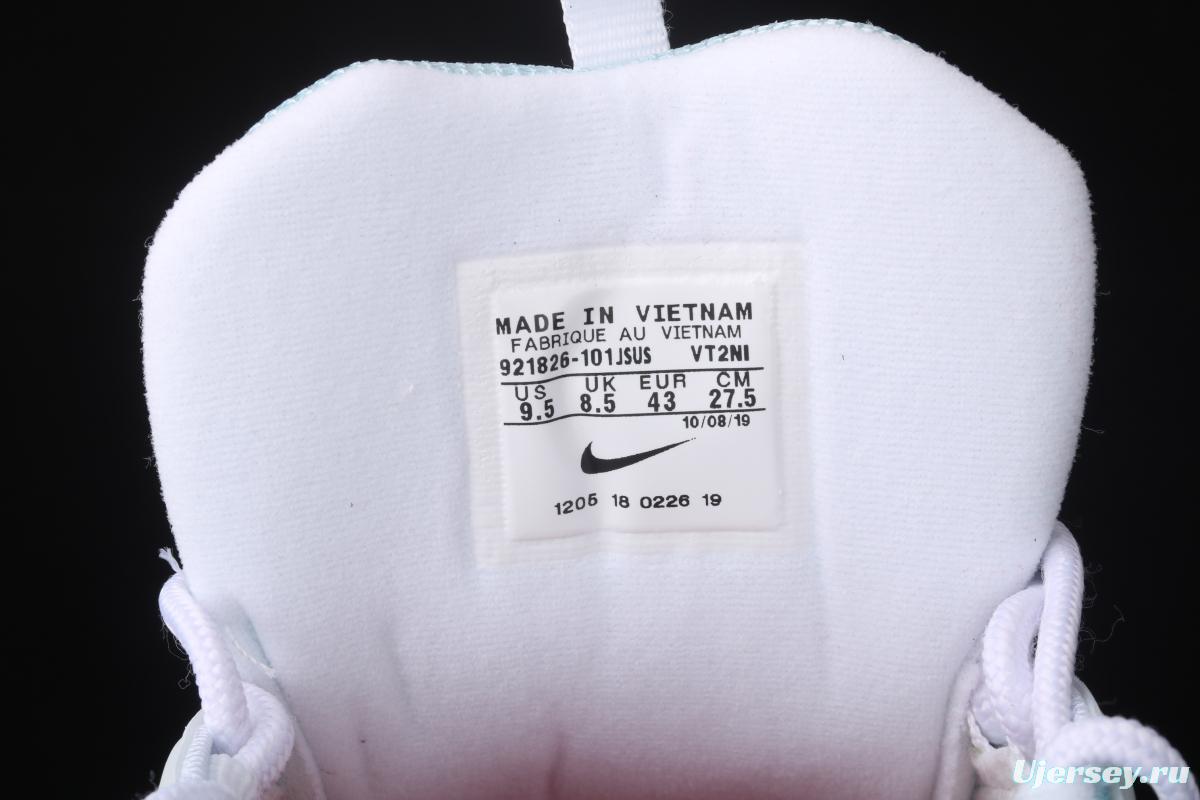 MADE IN VIETNAM
FABRIQUE AU VIETNAM
921826-101JSUS VT2NI
US UK EUR CM
9.5 8.5 43 27.5
10/08/19
1205 18 0226 19
Ujersey.ru